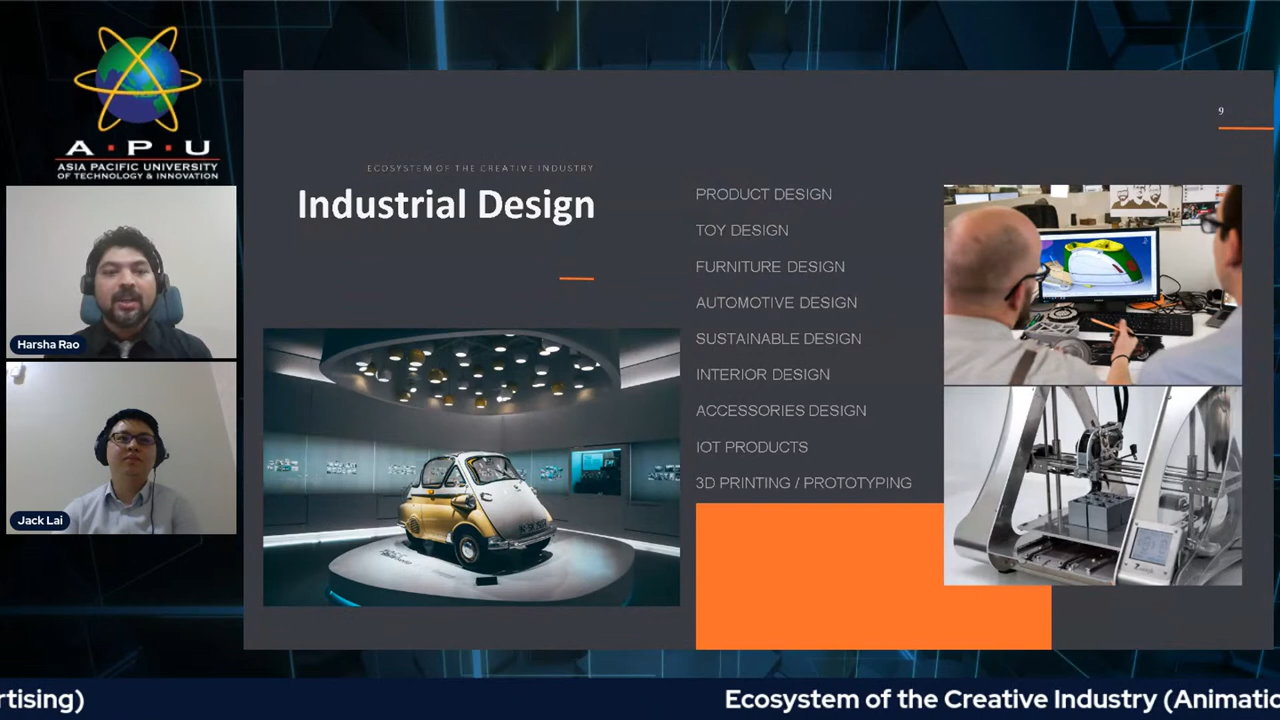 A·P·U
ASIA PACIFIC UNIVERSITY
OF TECHNOLOGY & INNOVATION
Harsha Rao
Jack Lai
9
ECOSYSTEM OF THE CREATIVE INDUSTRY
Industrial Design
PRODUCT DESIGN
TOY DESIGN
FURNITURE DESIGN
AUTOMOTIVE DESIGN
SUSTAINABLE DESIGN
INTERIOR DESIGN
ACCESSORIES DESIGN
IOT PRODUCTS
3D PRINTING / PROTOTYPING
rtising)
Ecosystem of the Creative Industry (Animatio